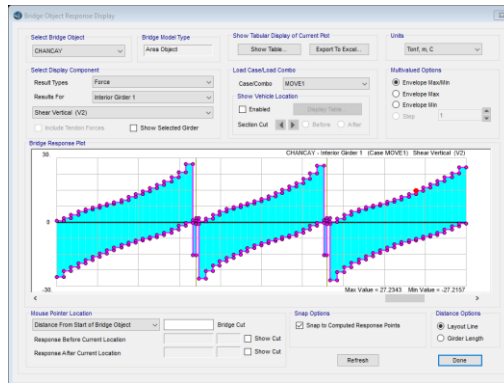 Bridge Object Response Display
Select Bridge Object
CHANCAY
Bridge Model Type
Area Object
Show Tabular Display of Current Plot
Show Table...
Export To Excel...
Units
Tonf, m, C
Select Display Component
Result Types
Force
Results For
Interior Girder 1
Shear Vertical (V2)
Include Tendon Forces
Show Selected Girder
Load Case/Load Combo
Case/Combo
MOVE1
Show Vehicle Location
Enabled
Display Table...
Section Cut
Before
After
Multivalued Options
Envelope Max/Min
Envelope Max
Envelope Min
Step
1
Bridge Response Plot
CHANCAY - Interior Girder 1 (Case MOVE1) Shear Vertical (V2)
30.
0
-30.
Max Value = 27.2343 Min Value = -27.2157
Mouse Pointer Location
Distance From Start of Bridge Object
Bridge Cut
Response Before Current Location
Show Cut
Response After Current Location
Show Cut
Snap Options
Snap to Computed Response Points
Distance Options
Layout Line
Girder Length
Refresh
Done